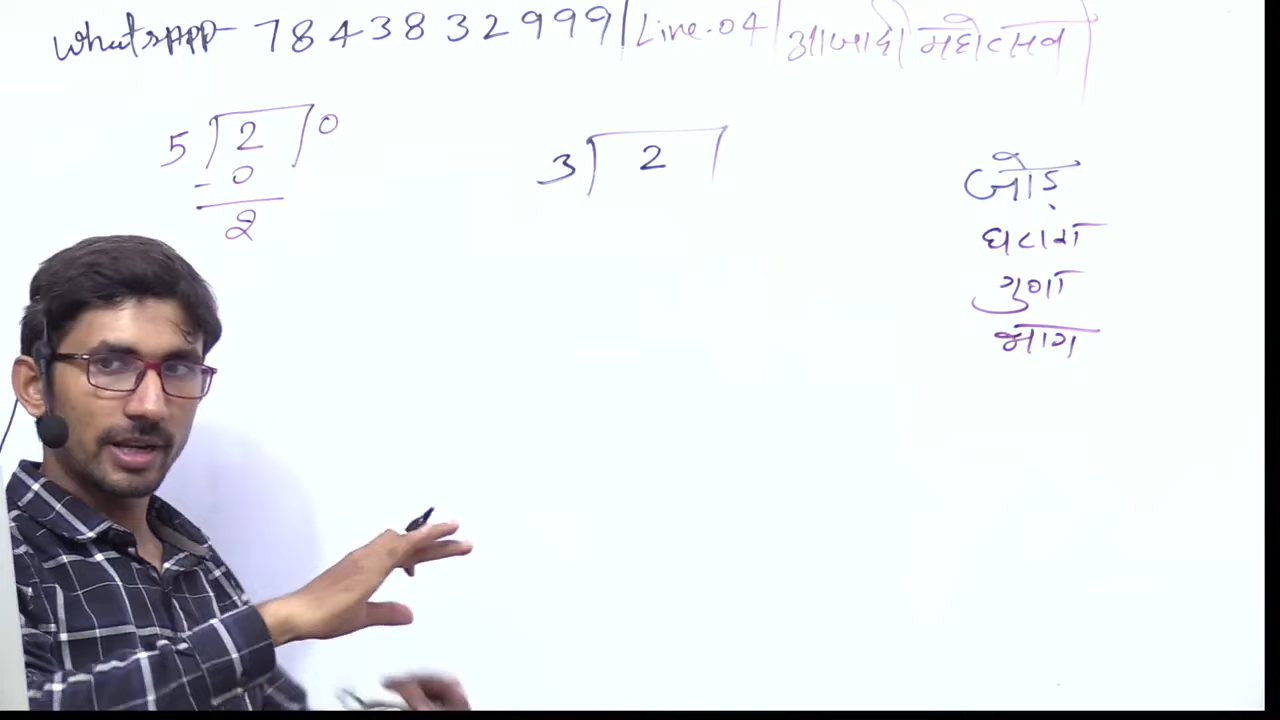 Whatsapp- 7843832999|Line-04|आजादी महोत्सव|
5 ) 2 ( 0
- 0
2
3 ) 2 (
जोड़
घटाना
गुणा
भाग